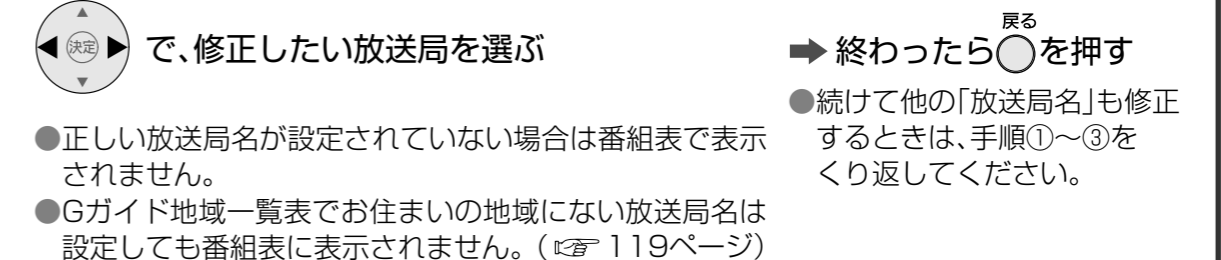 決定
で、修正したい放送局を選ぶ
●正しい放送局名が設定されていない場合は番組表で表示
されません。
●Gガイド地域一覧表でお住まいの地域にない放送局名は
設定しても番組表に表示されません。(☞119ページ)
戻る
➡終わったら○を押す
●続けて他の「放送局名」も修正
するときは、手順①~③を
くり返してください。